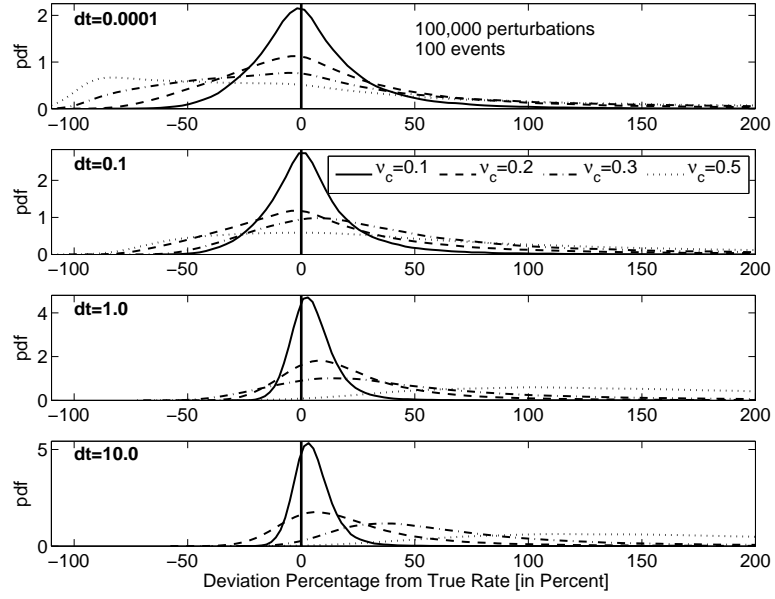 dt=0.0001
100,000 perturbations
100 events
pdf
2
1
0
−100 −50 0 50 100 150 200
dt=0.1
ν_c=0.1 ν_c=0.2 ν_c=0.3 ν_c=0.5
pdf
2
1
0
−100 −50 0 50 100 150 200
dt=1.0
pdf
4
2
0
−100 −50 0 50 100 150 200
dt=10.0
pdf
5
0
−100 −50 0 50 100 150 200
Deviation Percentage from True Rate [in Percent]